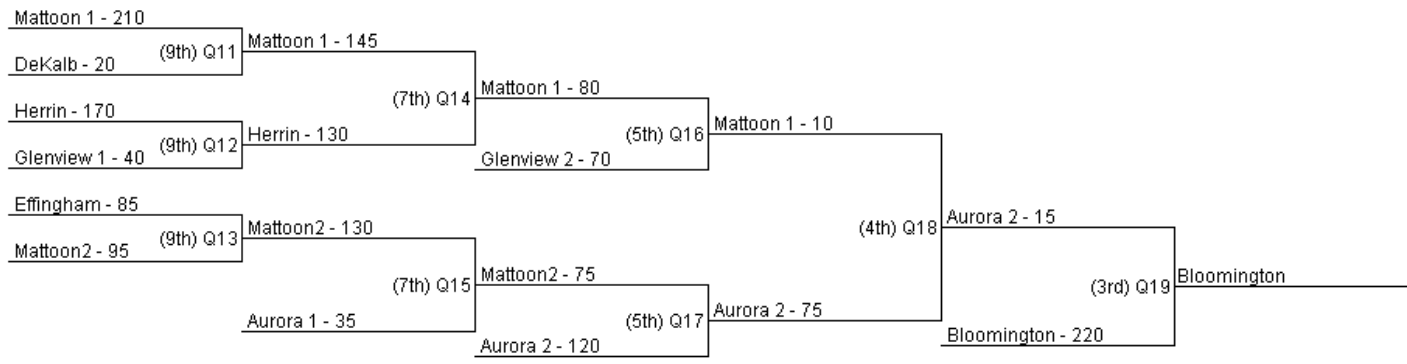 Mattoon 1 - 210
(9th) Q11
DeKalb - 20
Mattoon 1 - 145
(7th) Q14
Herrin - 170
(9th) Q12
Glenview 1 - 40
Herrin - 130
Mattoon 1 - 80
(5th) Q16
Glenview 2 - 70
Mattoon 1 - 10
Effingham - 85
(9th) Q13
Mattoon2 - 95
Mattoon2 - 130
(7th) Q15
Aurora 1 - 35
Mattoon2 - 75
(5th) Q17
Aurora 2 - 120
Aurora 2 - 75
(4th) Q18
Aurora 2 - 15
(3rd) Q19
Bloomington - 220
Bloomington